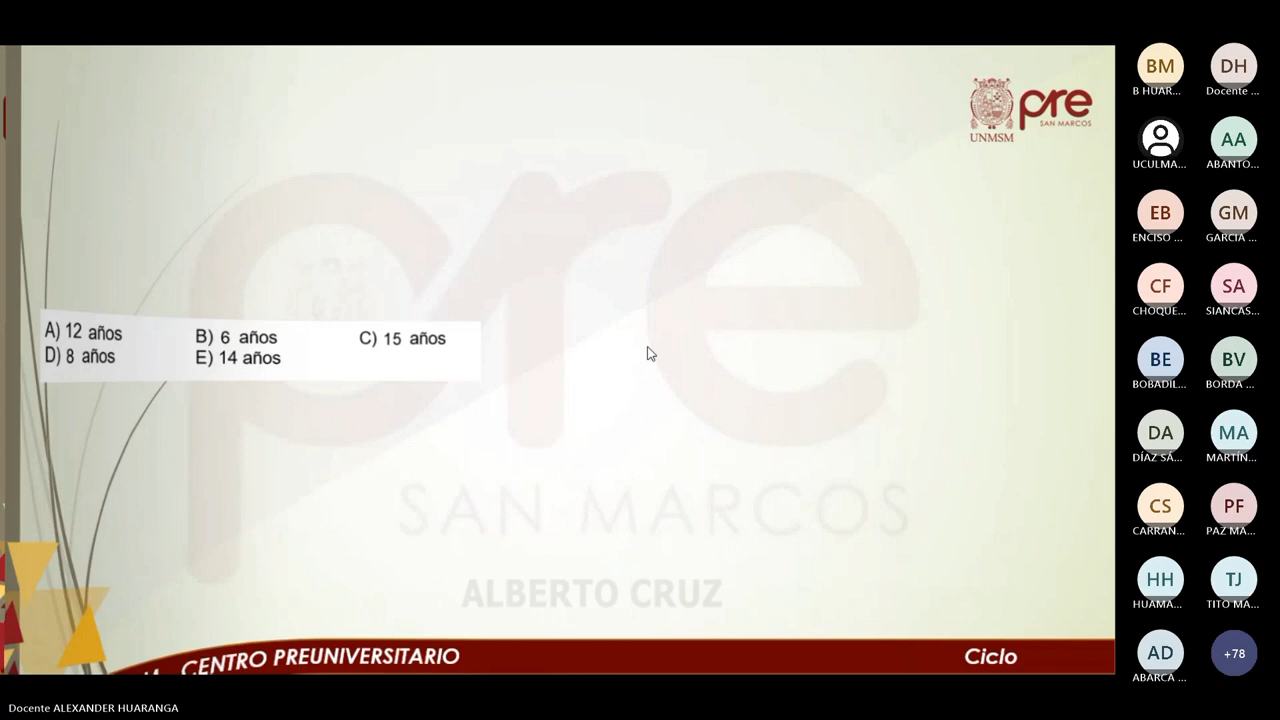 pre
SAN MARCOS
UNMSM
pre
A) 12 años B) 6 años C) 15 años
D) 8 años E) 14 años
SAN MARCOS
ALBERTO CRUZ
CENTRO PREUNIVERSITARIO
Ciclo
BM DH
B HUAR... Docente ...
AA
UCULMA... ABANTO...
EB GM
ENCISO ... GARCIA ...
CF SA
CHOQUE... SIANCAS...
BE BV
BOBADIL... BORDA ...
DA MA
DÍAZ SÁ... MARTÍN...
CS PF
CARRAN... PAZ MA...
HH TJ
HUAMA... TITO MA...
AD +78
ABARCA ...
Docente ALEXANDER HUARANGA